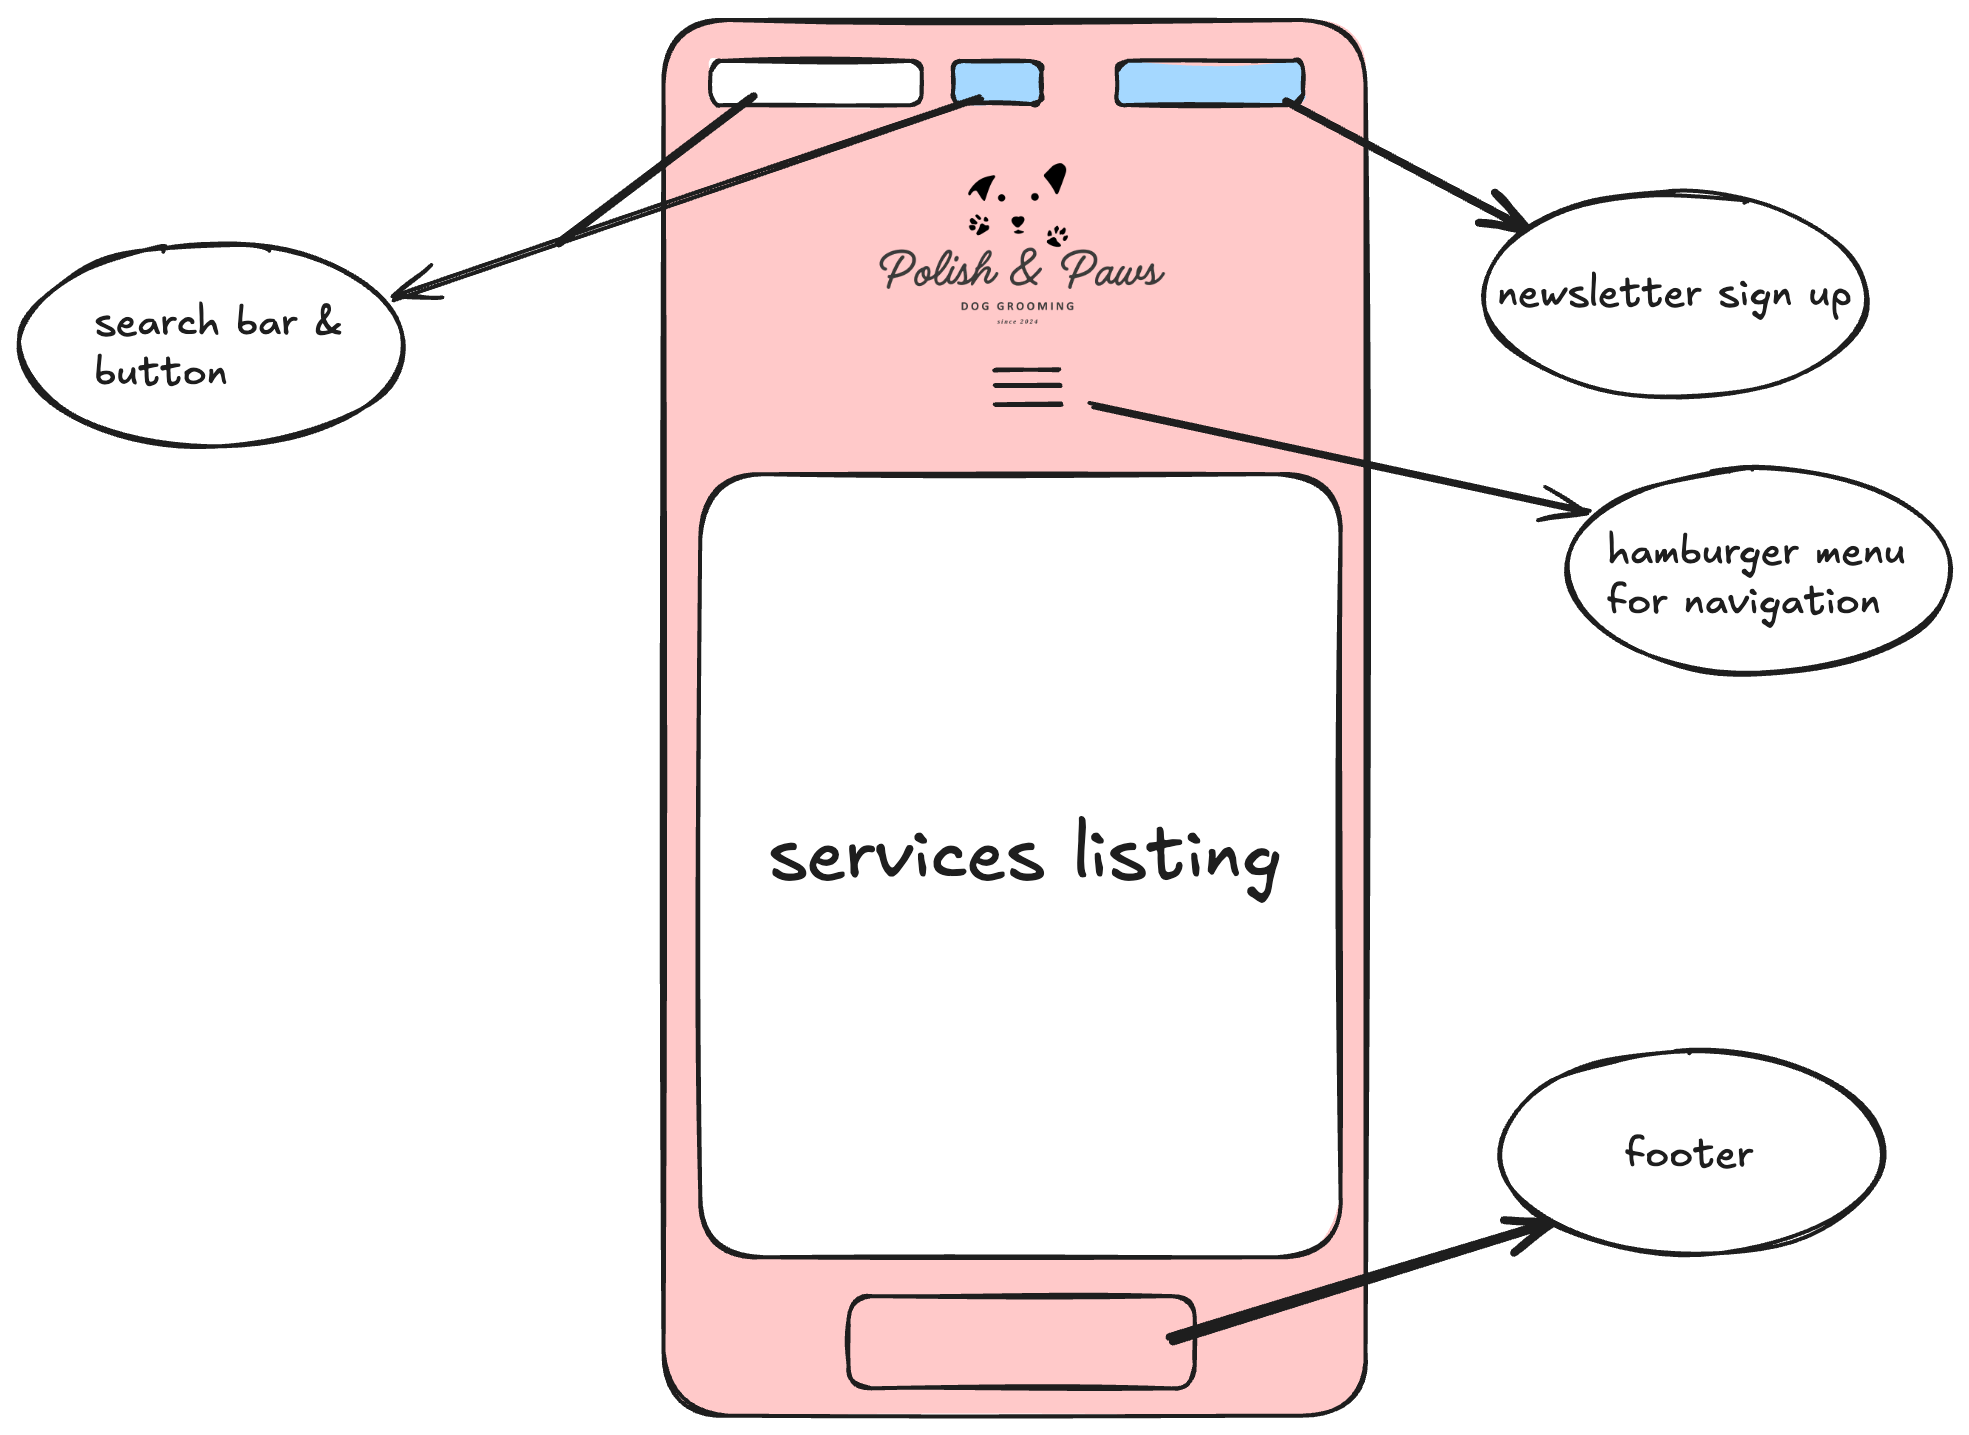 Polish & Paws
DOG GROOMING
since 2024
search bar &
button
newsletter sign up
hamburger menu
for navigation
services listing
footer